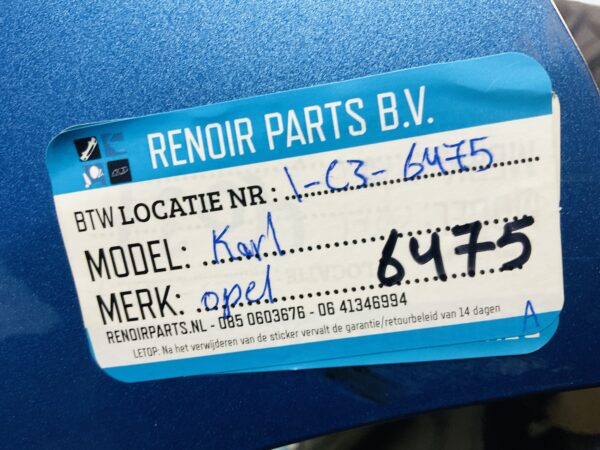 RENOIR PARTS B.V.
BTW LOCATIE NR: 1-C3-6475
MODEL: Karl
6475
MERK: opel
RENOIRPARTS.NL - 085 0603676 - 06 41346994
LETOP: Na het verwijderen van de sticker vervalt de garantie/retourbeleid van 14 dagen
A